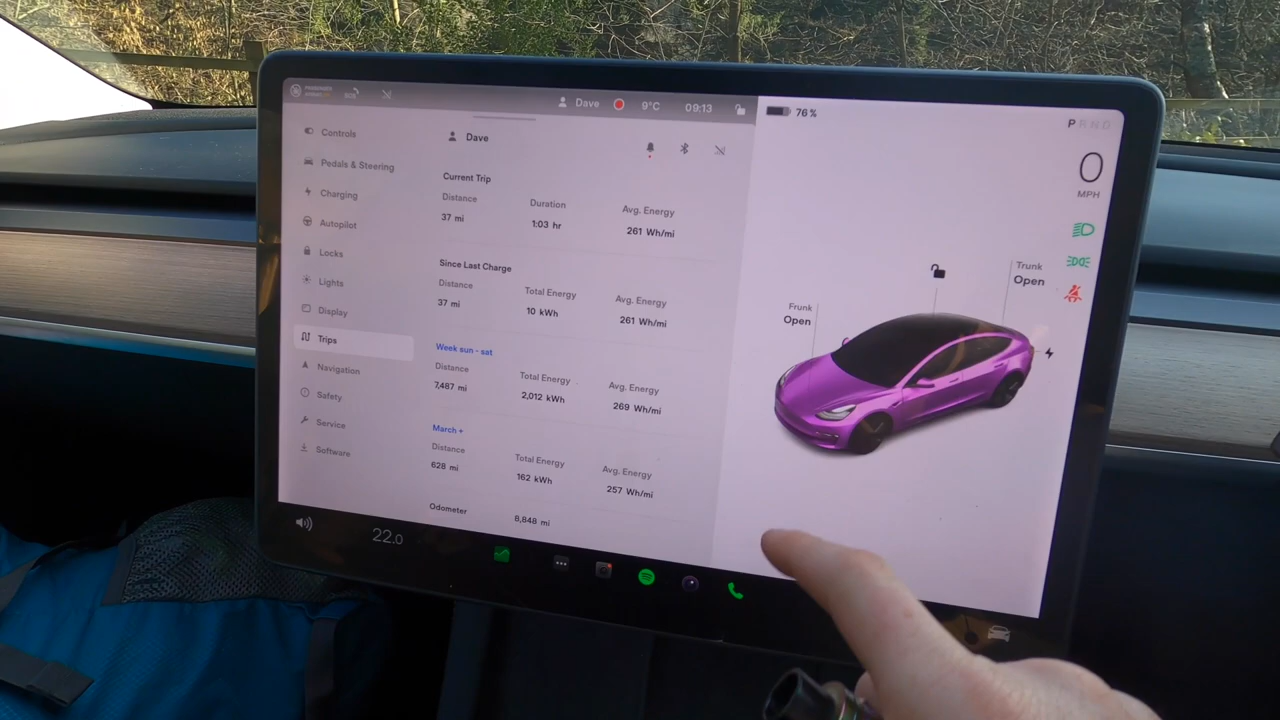 PASSENGER
Dave 9°C 09:13
76%
P R N D
Controls
Pedals & Steering
Charging
Autopilot
Locks
Lights
Display
Trips
Navigation
Safety
Service
Software
Dave
Current Trip
Distance Duration Avg. Energy
37 mi 1:03 hr 261 Wh/mi
Since Last Charge
Distance Total Energy Avg. Energy
37 mi 10 kWh 261 Wh/mi
Week sun - sat
Distance Total Energy Avg. Energy
7,487 mi 2,012 kWh 269 Wh/mi
March +
Distance Total Energy Avg. Energy
628 mi 162 kWh 257 Wh/mi
Odometer 8,848 mi
0
MPH
Trunk
Open
Frunk
Open
22.0